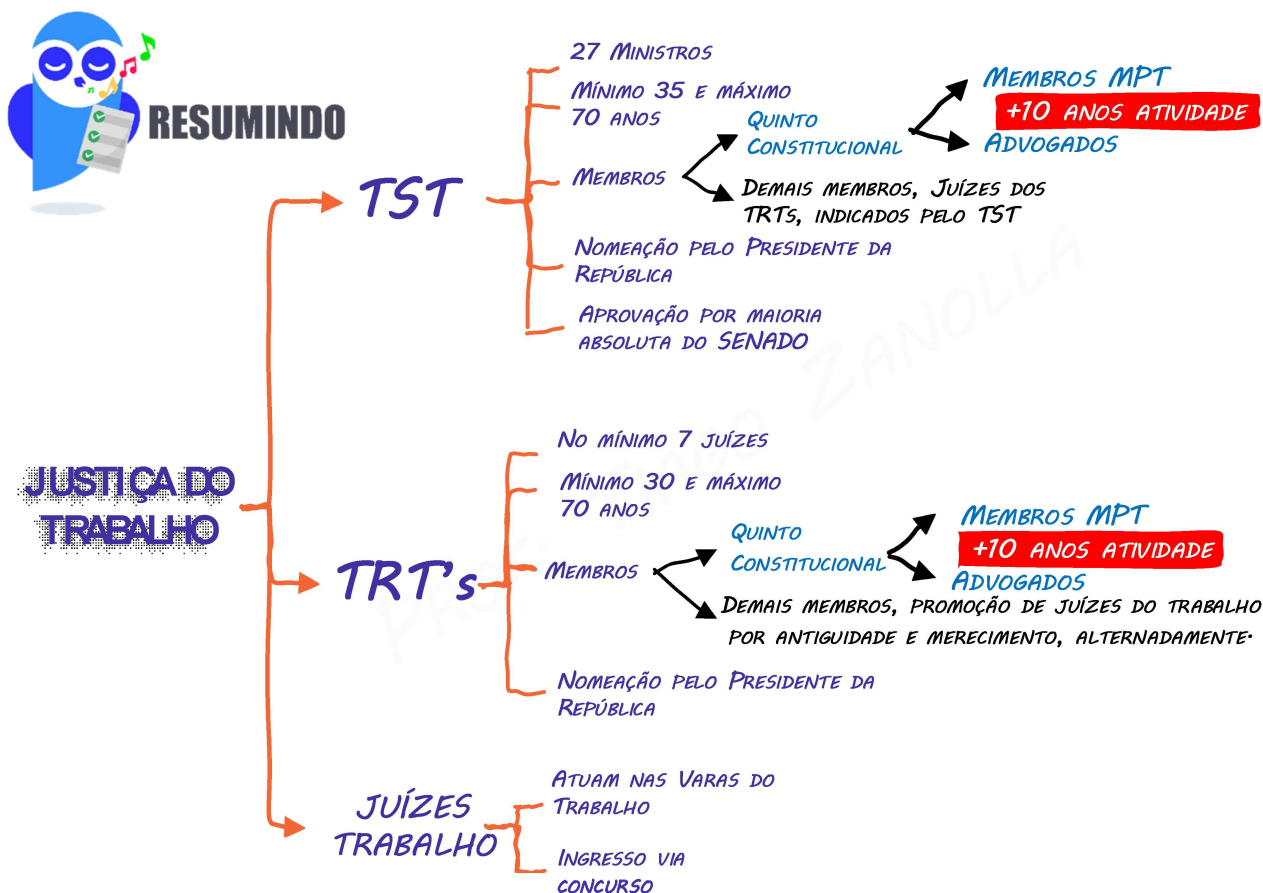 RESUMINDO
JUSTIÇA DO
TRABALHO
TST
27 MINISTROS
MÍNIMO 35 E MÁXIMO
70 ANOS
MEMBROS
QUINTO
CONSTITUCIONAL
MEMBROS MPT
+10 ANOS ATIVIDADE
ADVOGADOS
DEMAIS MEMBROS, JUÍZES DOS
TRTS, INDICADOS PELO TST
NOMEAÇÃO PELO PRESIDENTE DA
REPÚBLICA
APROVAÇÃO POR MAIORIA
ABSOLUTA DO SENADO
TRT's
NO MÍNIMO 7 JUÍZES
MÍNIMO 30 E MÁXIMO
70 ANOS
MEMBROS
QUINTO
CONSTITUCIONAL
MEMBROS MPT
+10 ANOS ATIVIDADE
ADVOGADOS
DEMAIS MEMBROS, PROMOÇÃO DE JUÍZES DO TRABALHO
POR ANTIGUIDADE E MERECIMENTO, ALTERNADAMENTE.
NOMEAÇÃO PELO PRESIDENTE DA
REPÚBLICA
JUÍZES
TRABALHO
ATUAM NAS VARAS DO
TRABALHO
INGRESSO VIA
CONCURSO
ZANOLLA